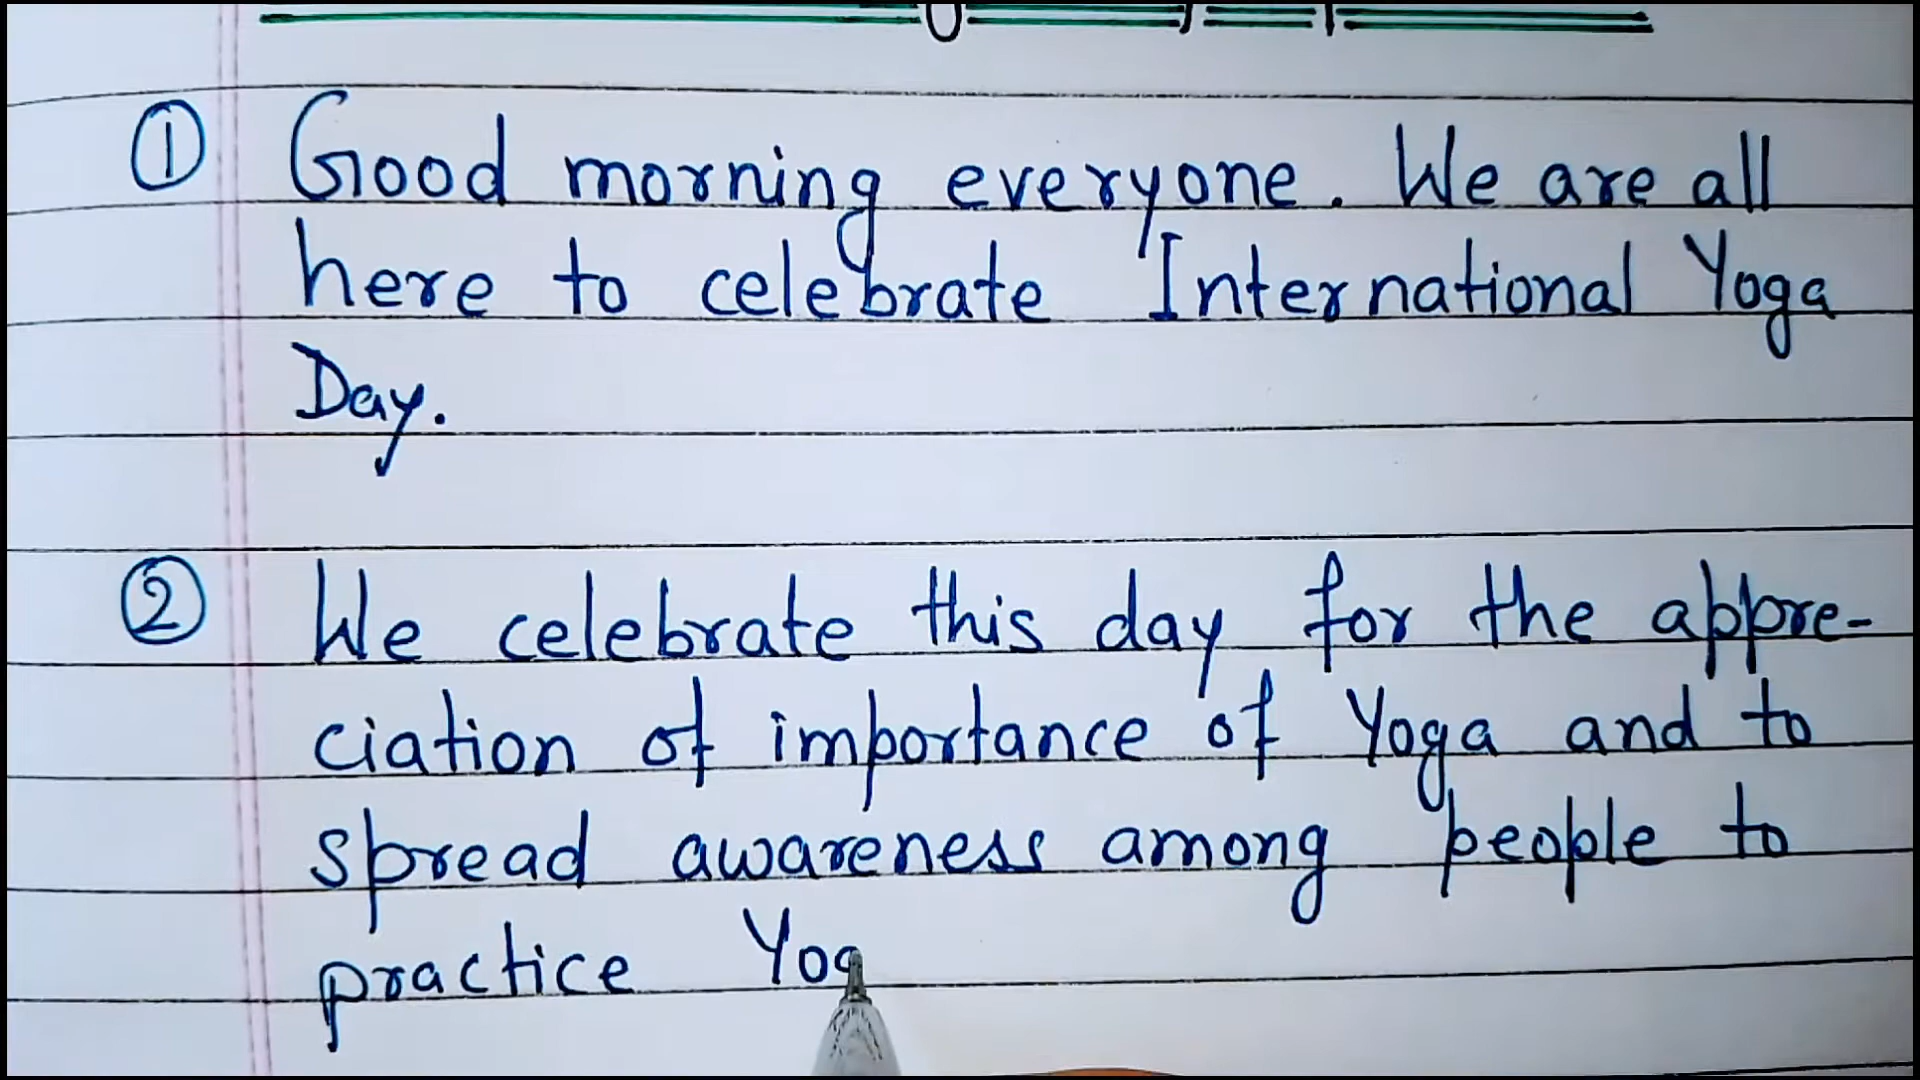 ① Good morning everyone. We are all
here to celebrate International Yoga
Day.
② We celebrate this day for the appre-
ciation of importance of Yoga and to
spread awareness among people to
practice Yog